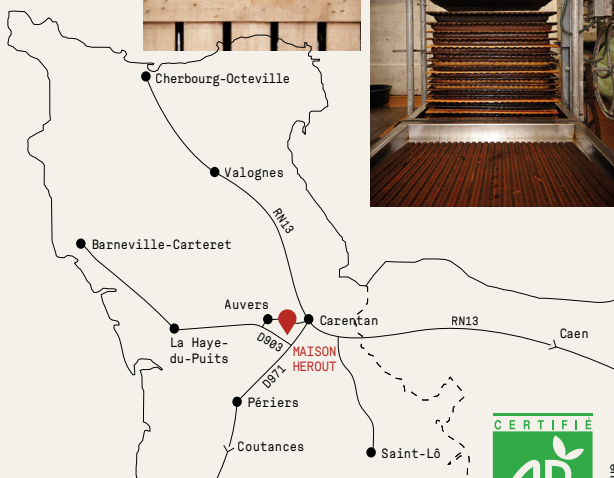 Cherbourg-Octeville
Valognes
RN13
Barneville-Carteret
Auvers
Carentan
RN13
Caen
La Haye-
du-Puits
D903
MAISON
HEROUT
D971
Périers
Coutances
Saint-Lô
CERTIFIÉ
AB